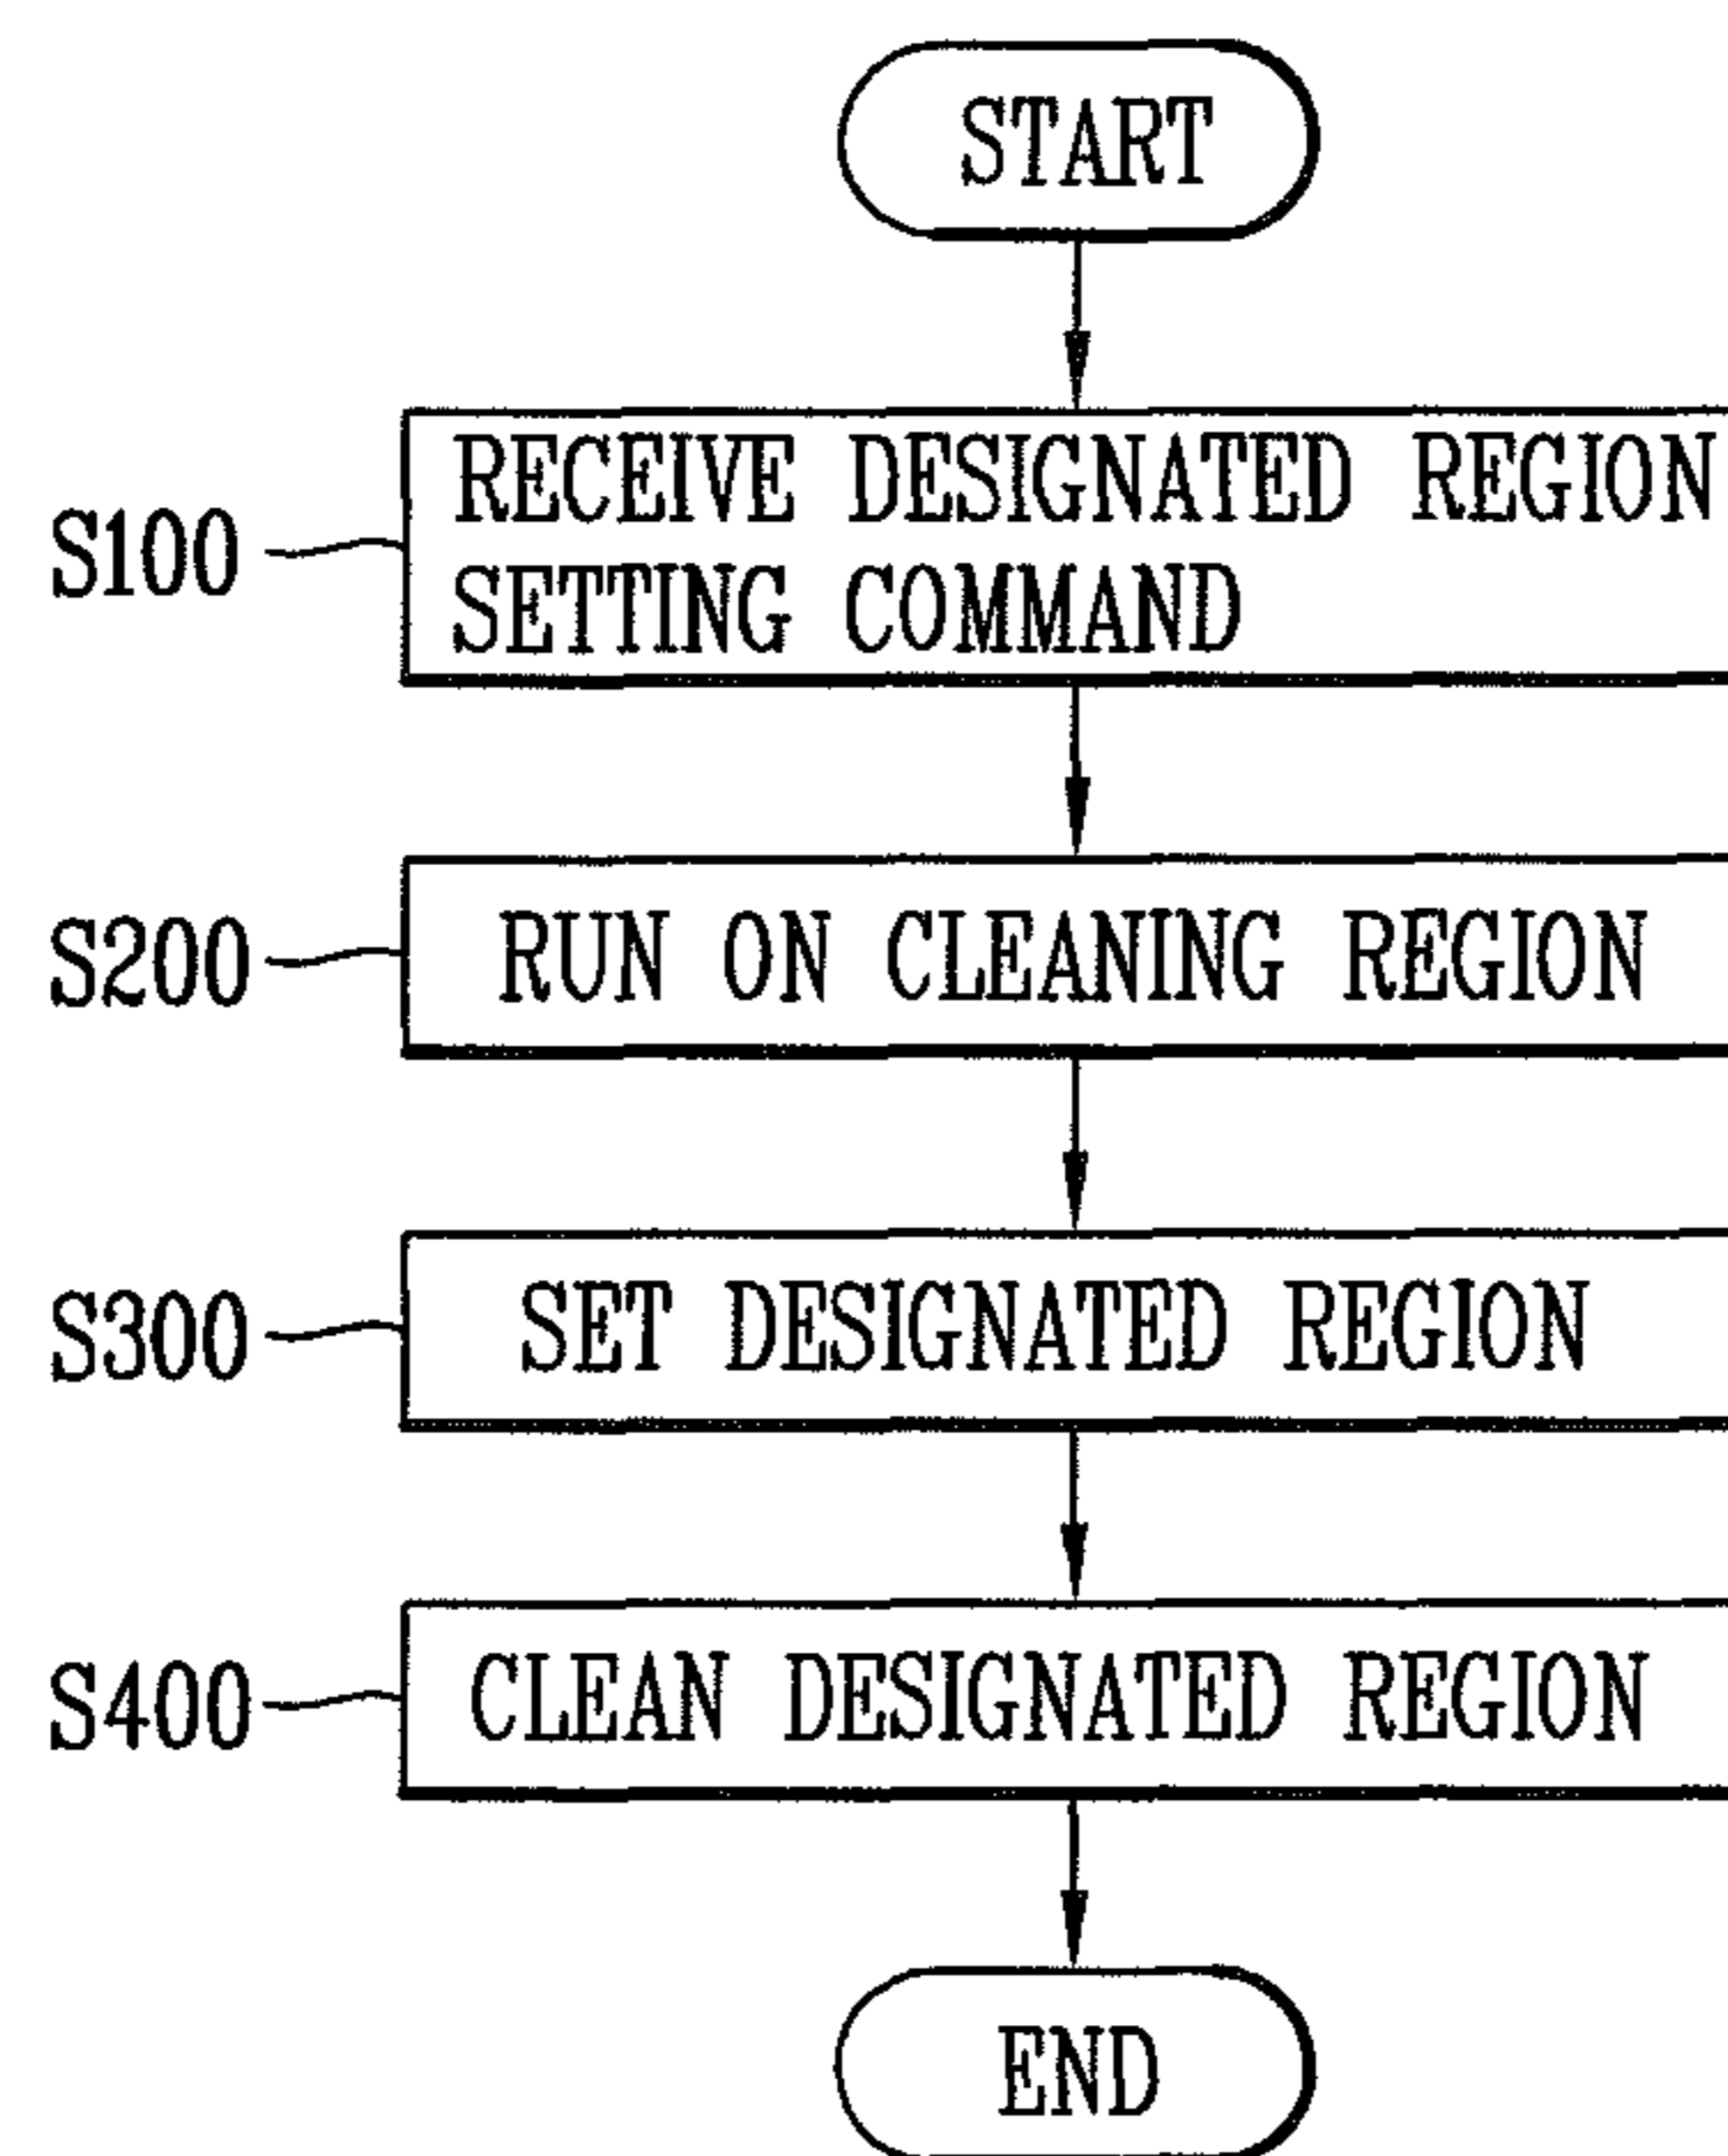 START
S100
RECEIVE DESIGNATED REGION
SETTING COMMAND
S200
RUN ON CLEANING REGION
S300
SET DESIGNATED REGION
S400
CLEAN DESIGNATED REGION
END